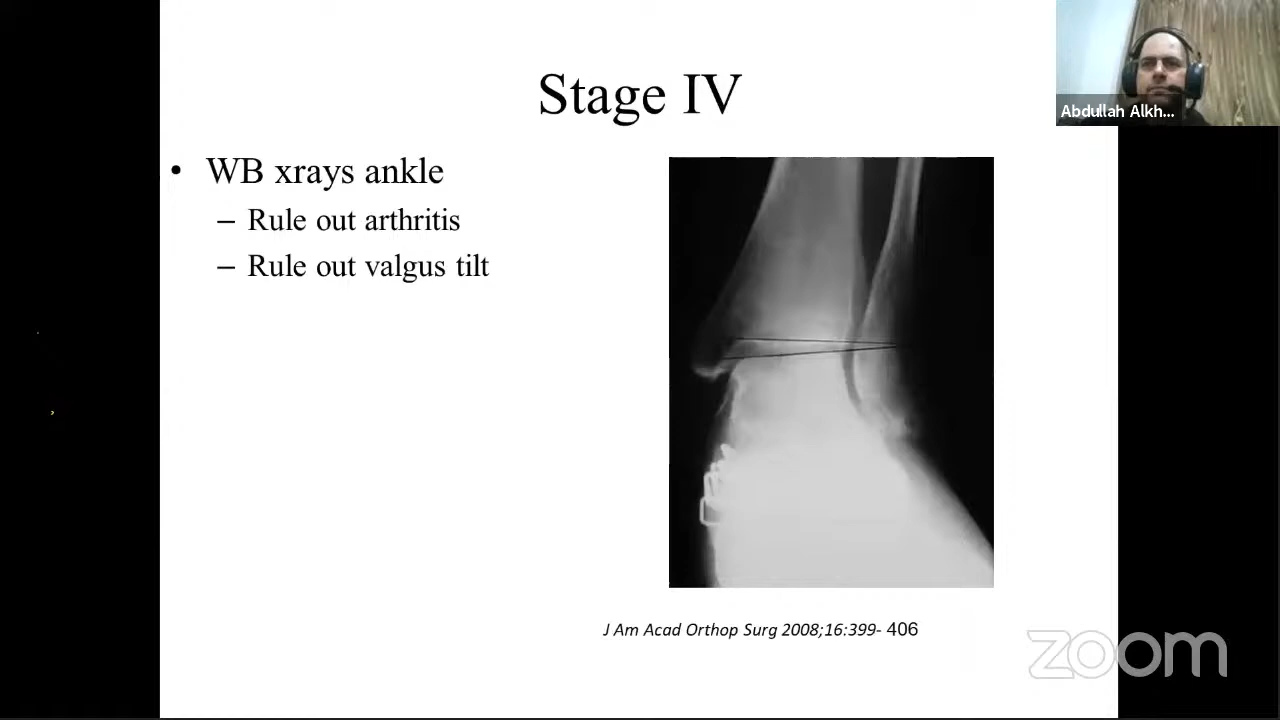 Stage IV
• WB xrays ankle
– Rule out arthritis
– Rule out valgus tilt
J Am Acad Orthop Surg 2008;16:399- 406
Abdullah Alkh...
zoom